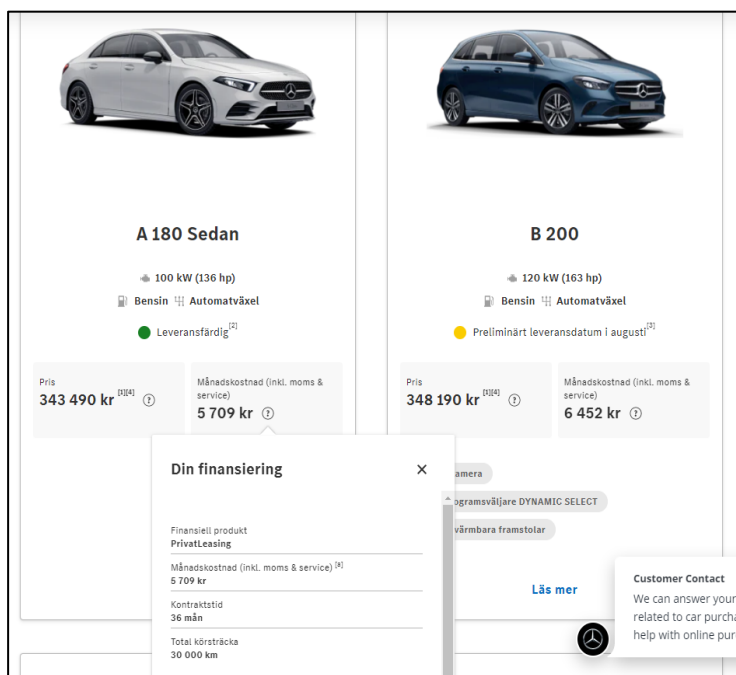 A 180 Sedan
100 kW (136 hp)
Bensin Automatväxel
Leveransfärdig[2]
Pris
343 490 kr [1][4]
Månadskostnad (inkl. moms &
service)
5 709 kr
B 200
120 kW (163 hp)
Bensin Automatväxel
Preliminärt leveransdatum i augusti[3]
Pris
348 190 kr [1][4]
Månadskostnad (inkl. moms &
service)
6 452 kr
Din finansiering
Finansiell produkt
PrivatLeasing
Månadskostnad (inkl. moms & service) [8]
5 709 kr
Kontraktstid
36 mån
Total körsträcka
30 000 km
amera
ogramsväljare DYNAMIC SELECT
värmbara framstolar
Läs mer
Customer Contact
We can answer your
related to car purcha
help with online pur